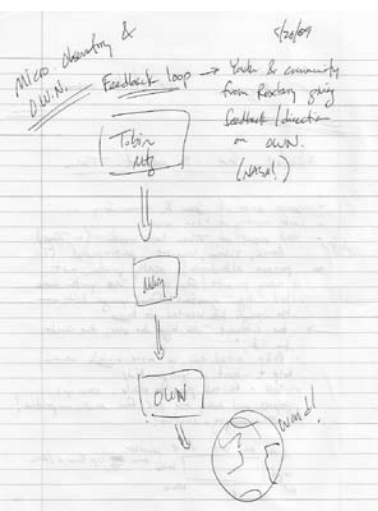 5/20/09
Micro Observatory &
O.W.N.
Feedback loop → Youth & community
from Roxbury giving
feedback / direction
on OWN.
(NASA!)
Tobin
Mtg
Mtg
OWN
World!